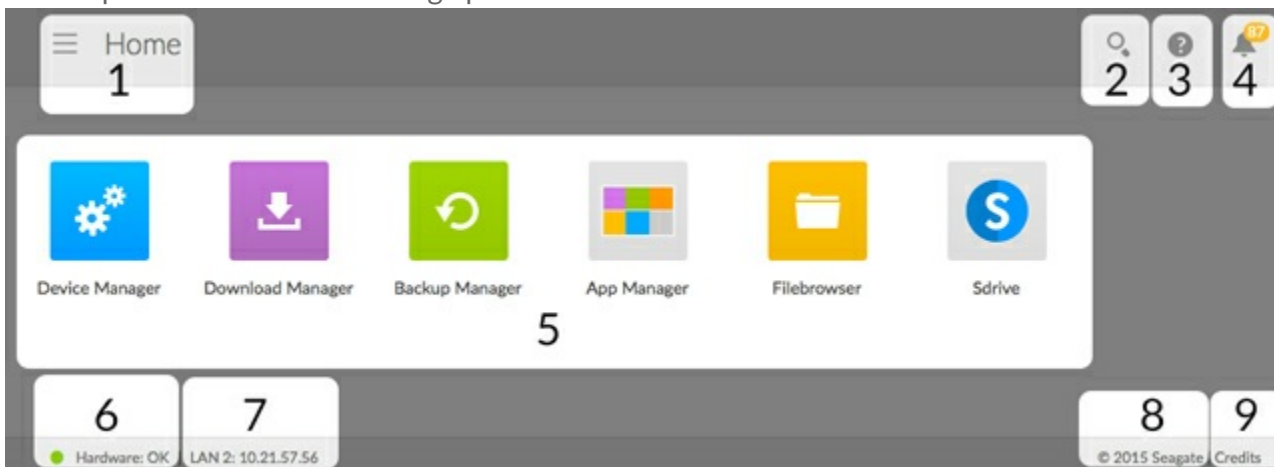 Home
1
2
3
87
4
S
Device Manager
Download Manager
Backup Manager
App Manager
Filebrowser
Sdrive
5
6
7
8
9
Hardware: OK
LAN 2: 10.21.57.56
© 2015 Seagate
Credits